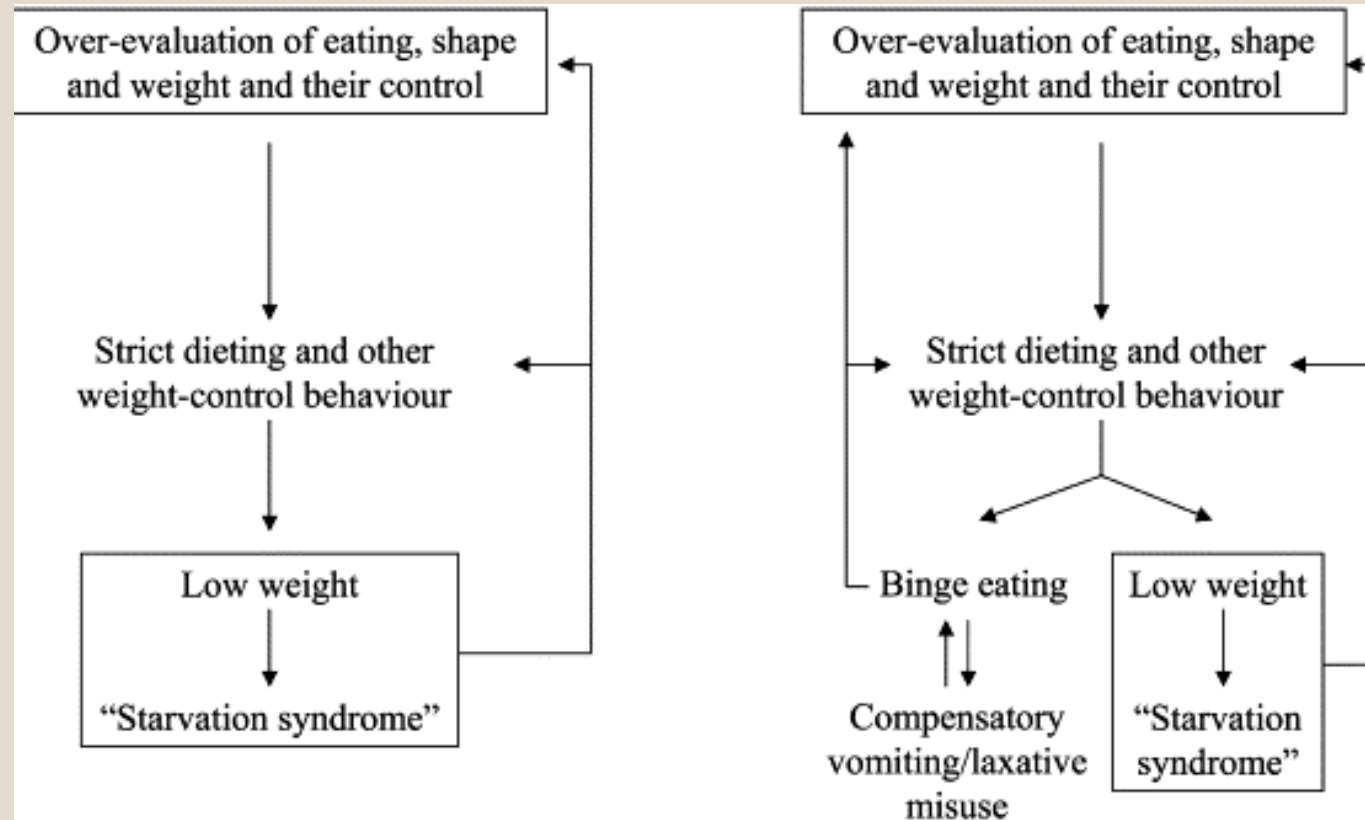 Over-evaluation of eating, shape
and weight and their control
Strict dieting and other
weight-control behaviour
Low weight
“Starvation syndrome”
Over-evaluation of eating, shape
and weight and their control
Strict dieting and other
weight-control behaviour
Binge eating
Compensatory
vomiting/laxative
misuse
Low weight
“Starvation
syndrome”